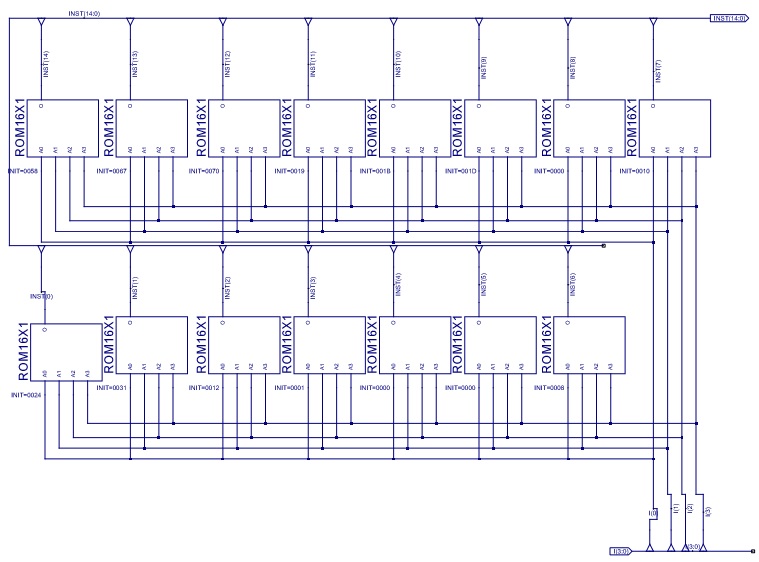 INST(14:0)
INST(14:0)
INST(14)
INST(13)
INST(12)
INST(11)
INST(10)
INST(9)
INST(8)
INST(7)
ROM16X1
O
A0 A1 A2 A3
INIT=0058
ROM16X1
O
A0 A1 A2 A3
INIT=0067
ROM16X1
O
A0 A1 A2 A3
INIT=0070
ROM16X1
O
A0 A1 A2 A3
INIT=0019
ROM16X1
O
A0 A1 A2 A3
INIT=001B
ROM16X1
O
A0 A1 A2 A3
INIT=001D
ROM16X1
O
A0 A1 A2 A3
INIT=0000
ROM16X1
O
A0 A1 A2 A3
INIT=0010
INST(0)
INST(1)
INST(2)
INST(3)
INST(4)
INST(5)
INST(6)
ROM16X1
O
A0 A1 A2 A3
INIT=0024
ROM16X1
O
A0 A1 A2 A3
INIT=0031
ROM16X1
O
A0 A1 A2 A3
INIT=0012
ROM16X1
O
A0 A1 A2 A3
INIT=0001
ROM16X1
O
A0 A1 A2 A3
INIT=0000
ROM16X1
O
A0 A1 A2 A3
INIT=0000
ROM16X1
O
A0 A1 A2 A3
INIT=0008
I(0)
I(1)
I(2)
I(3)
I(3:0)
I(3:0)